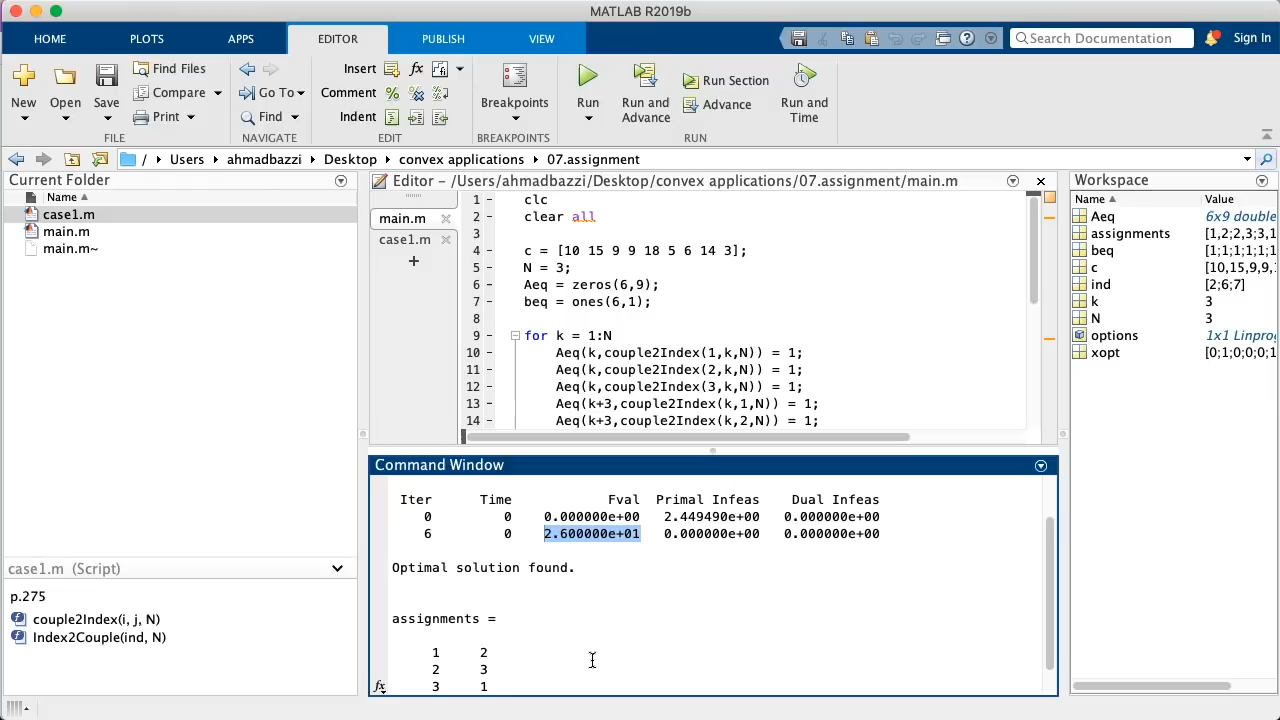 MATLAB R2019b
HOME PLOTS APPS EDITOR PUBLISH VIEW Search Documentation Sign In
New Open Save Find Files Compare Print Go To Find Insert fx Comment % Indent Breakpoints Run Run and Advance Run Section Advance Run and Time
FILE NAVIGATE EDIT BREAKPOINTS RUN
/ Users ahmadbazzi Desktop convex applications 07.assignment
Current Folder
Name
case1.m
main.m
main.m~
case1.m (Script)
p.275
couple2Index(i, j, N)
Index2Couple(ind, N)
Editor – /Users/ahmadbazzi/Desktop/convex applications/07.assignment/main.m
main.m
case1.m
+
1 - clc
2 - clear all
3
4 - c = [10 15 9 9 18 5 6 14 3];
5 - N = 3;
6 - Aeq = zeros(6,9);
7 - beq = ones(6,1);
8
9 - for k = 1:N
10 - Aeq(k,couple2Index(1,k,N)) = 1;
11 - Aeq(k,couple2Index(2,k,N)) = 1;
12 - Aeq(k,couple2Index(3,k,N)) = 1;
13 - Aeq(k+3,couple2Index(k,1,N)) = 1;
14 - Aeq(k+3,couple2Index(k,2,N)) = 1;
Command Window
Iter Time Fval Primal Infeas Dual Infeas
0 0 0.000000e+00 2.449490e+00 0.000000e+00
6 0 2.600000e+01 0.000000e+00 0.000000e+00
Optimal solution found.
assignments =
1 2
2 3
3 1
fx
Workspace
Name Value
Aeq 6x9 double
assignments [1,2;2,3;3,1
beq [1;1;1;1;1;1
c [10,15,9,9,
ind [2;6;7]
k 3
N 3
options 1x1 Linprog
xopt [0;1;0;0;0;1